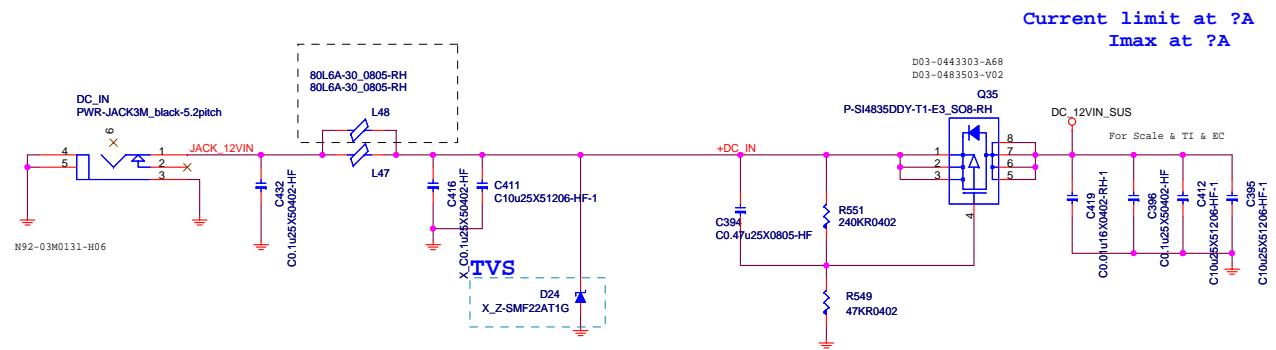 Current limit at ?A
Imax at ?A
D03-0443303-A68
D03-0483503-V02
80L6A-30_0805-RH
80L6A-30_0805-RH
Q35
DC_IN
PWR-JACK3M_black-5.2pitch
L48
P-SI4835DDY-T1-E3_SO8-RH
DC_12VIN_SUS
For Scale & TI & EC
6
4
5
1
2
3
JACK_12VIN
L47
+DC_IN
1
2
3
8
7
6
5
4
C432
C0.1u25X50402-HF
C416
X_C0.1u25X50402-HF
C411
C10u25X51206-HF-1
C394
C0.47u25X0805-HF
R551
240KR0402
C419
C0.01u16X0402-RH-1
C396
C0.1u25X50402-HF
C412
C10u25X51206-HF-1
C395
C10u25X51206-HF-1
N92-03M0131-H06
TVS
D24
X_Z-SMF22AT1G
R549
47KR0402